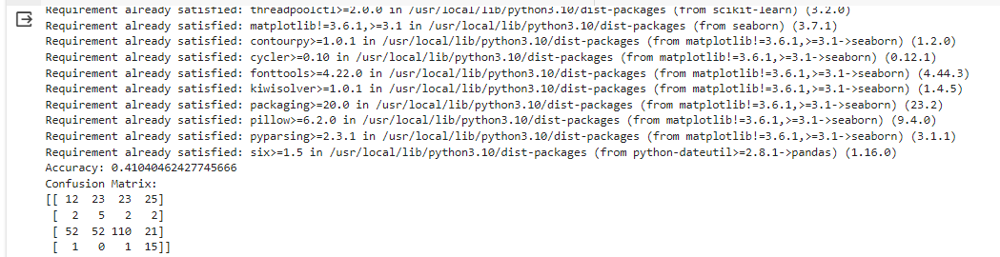 Requirement already satisfied: threadpoolctl>=2.0.0 in /usr/local/lib/python3.10/dist-packages (from scikit-learn) (3.2.0)
Requirement already satisfied: matplotlib!=3.6.1,>=3.1 in /usr/local/lib/python3.10/dist-packages (from seaborn) (3.7.1)
Requirement already satisfied: contourpy>=1.0.1 in /usr/local/lib/python3.10/dist-packages (from matplotlib!=3.6.1,>=3.1->seaborn) (1.2.0)
Requirement already satisfied: cycler>=0.10 in /usr/local/lib/python3.10/dist-packages (from matplotlib!=3.6.1,>=3.1->seaborn) (0.12.1)
Requirement already satisfied: fonttools>=4.22.0 in /usr/local/lib/python3.10/dist-packages (from matplotlib!=3.6.1,>=3.1->seaborn) (4.44.3)
Requirement already satisfied: kiwisolver>=1.0.1 in /usr/local/lib/python3.10/dist-packages (from matplotlib!=3.6.1,>=3.1->seaborn) (1.4.5)
Requirement already satisfied: packaging>=20.0 in /usr/local/lib/python3.10/dist-packages (from matplotlib!=3.6.1,>=3.1->seaborn) (23.2)
Requirement already satisfied: pillow>=6.2.0 in /usr/local/lib/python3.10/dist-packages (from matplotlib!=3.6.1,>=3.1->seaborn) (9.4.0)
Requirement already satisfied: pyparsing>=2.3.1 in /usr/local/lib/python3.10/dist-packages (from matplotlib!=3.6.1,>=3.1->seaborn) (3.1.1)
Requirement already satisfied: six>=1.5 in /usr/local/lib/python3.10/dist-packages (from python-dateutil>=2.8.1->pandas) (1.16.0)
Accuracy: 0.41040462427745666
Confusion Matrix:
[[ 12  23  23  25]
 [  2   5   2   2]
 [ 52  52 110  21]
 [  1   0   1  15]]